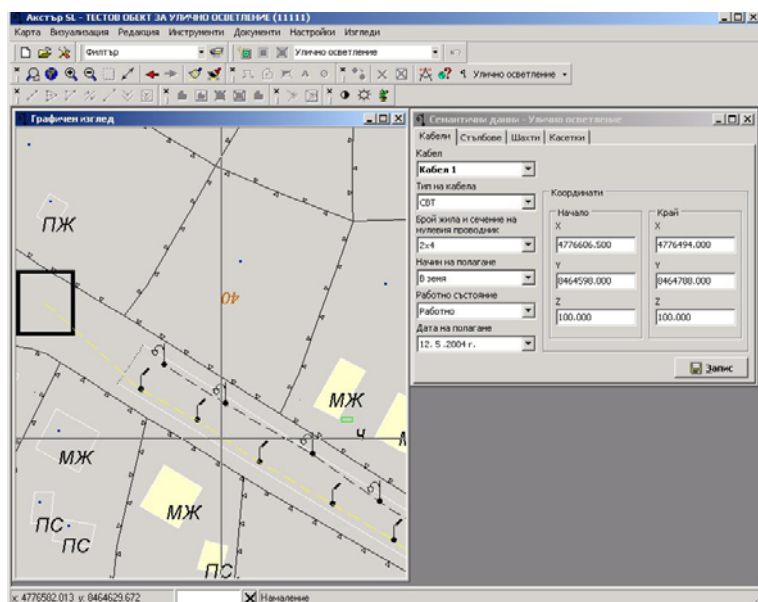 Акстър SL - ТЕСТОВ ОБЕКТ ЗА УЛИЧНО ОСВЕТЛЕНИЕ (11111)
Карта Визуализация Редакция Инструменти Документи Настройки Изгледи
Филтър Улично осветление
Улично осветление
Графичен изглед
ПЖ
40
МЖ
Ч
М
МЖ
МЖ
ПС
ПС
ПС
Семантични данни - Улично осветление
Кабели Стълбове Шахти Касетки
Кабел
Кабел 1
Тип на кабела
СВТ
Брой жила и сечение на нулевия проводник
2x4
Начин на полагане
В земя
Работно състояние
Работно
Дата на полагане
12. 5 .2004 г.
Координати
Начало Край
X X
4776606.500 4776494.000
Y Y
8464598.000 8464788.000
Z Z
100.000 100.000
Запис
x: 4776582.013 y: 8464629.672 Намаление